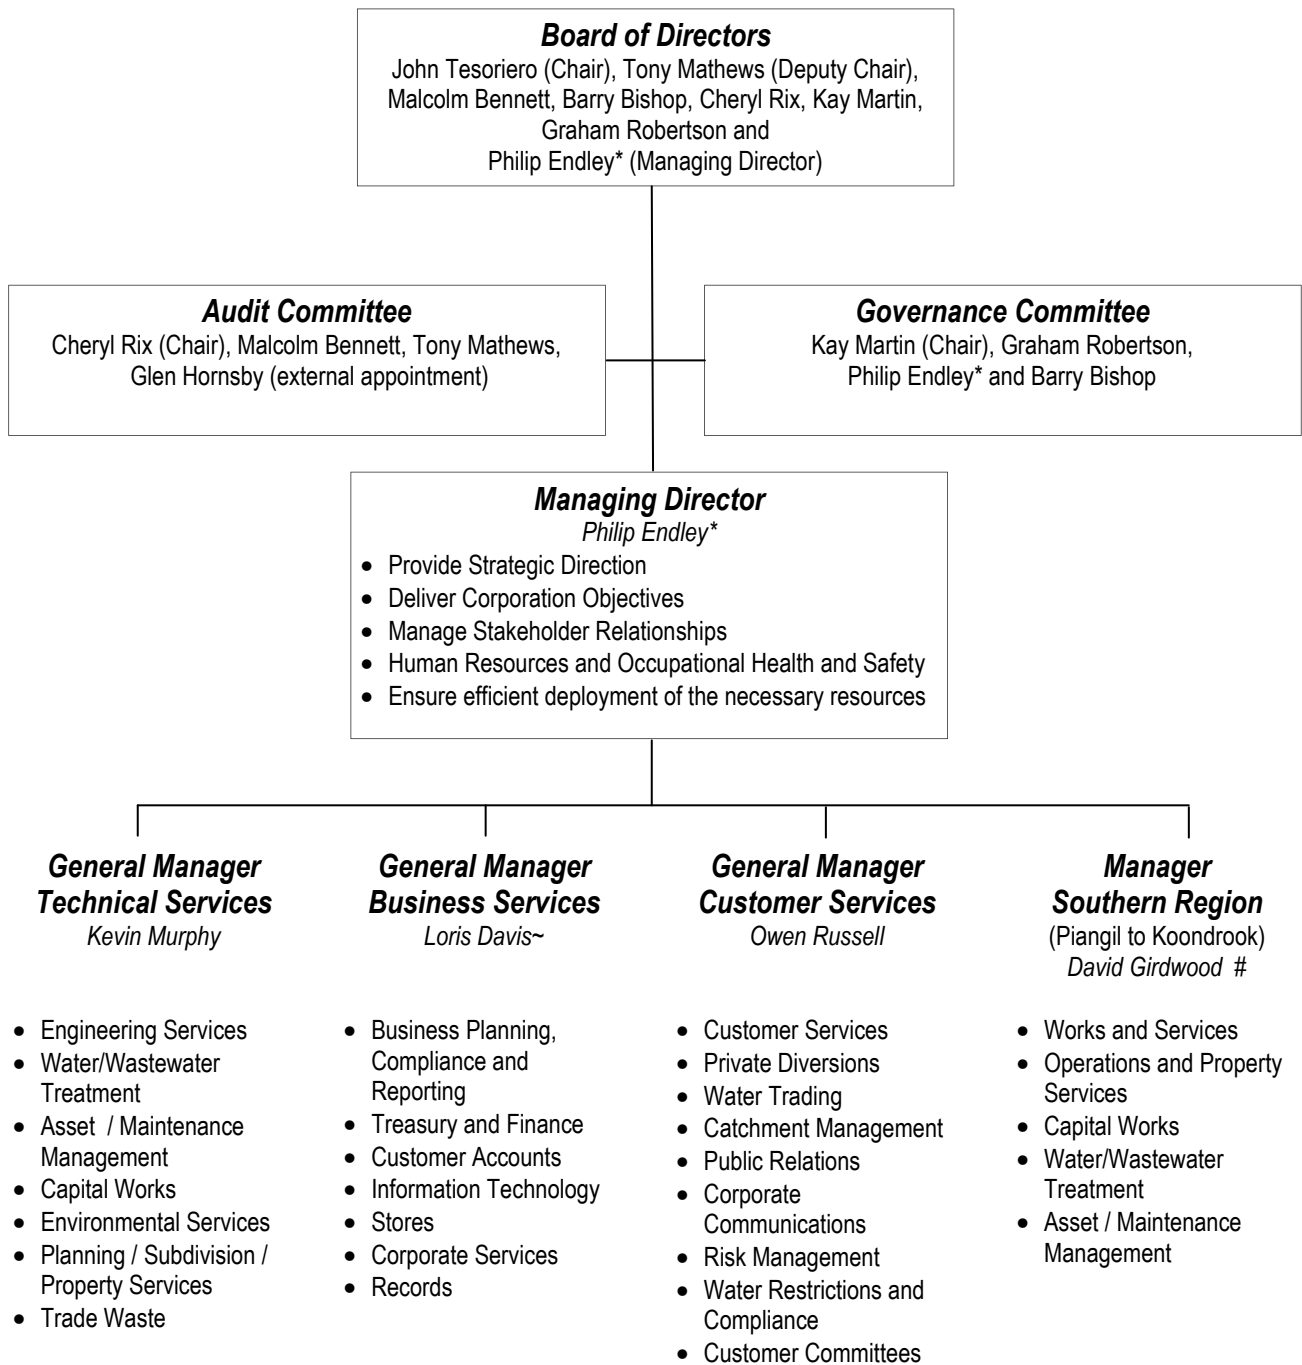 Board of Directors
John Tesoriero (Chair), Tony Mathews (Deputy Chair),
Malcolm Bennett, Barry Bishop, Cheryl Rix, Kay Martin,
Graham Robertson and
Philip Endley* (Managing Director)
Audit Committee
Cheryl Rix (Chair), Malcolm Bennett, Tony Mathews,
Glen Hornsby (external appointment)
Governance Committee
Kay Martin (Chair), Graham Robertson,
Philip Endley* and Barry Bishop
Managing Director
Philip Endley*
• Provide Strategic Direction
• Deliver Corporation Objectives
• Manage Stakeholder Relationships
• Human Resources and Occupational Health and Safety
• Ensure efficient deployment of the necessary resources
General Manager
Technical Services
Kevin Murphy
• Engineering Services
• Water/Wastewater
Treatment
• Asset / Maintenance
Management
• Capital Works
• Environmental Services
• Planning / Subdivision /
Property Services
• Trade Waste
General Manager
Business Services
Loris Davis~
• Business Planning,
Compliance and
Reporting
• Treasury and Finance
• Customer Accounts
• Information Technology
• Stores
• Corporate Services
• Records
General Manager
Customer Services
Owen Russell
• Customer Services
• Private Diversions
• Water Trading
• Catchment Management
• Public Relations
• Corporate
Communications
• Risk Management
• Water Restrictions and
Compliance
• Customer Committees
Manager
Southern Region
(Piangil to Koondrook)
David Girdwood #
• Works and Services
• Operations and Property
Services
• Capital Works
• Water/Wastewater
Treatment
• Asset / Maintenance
Management